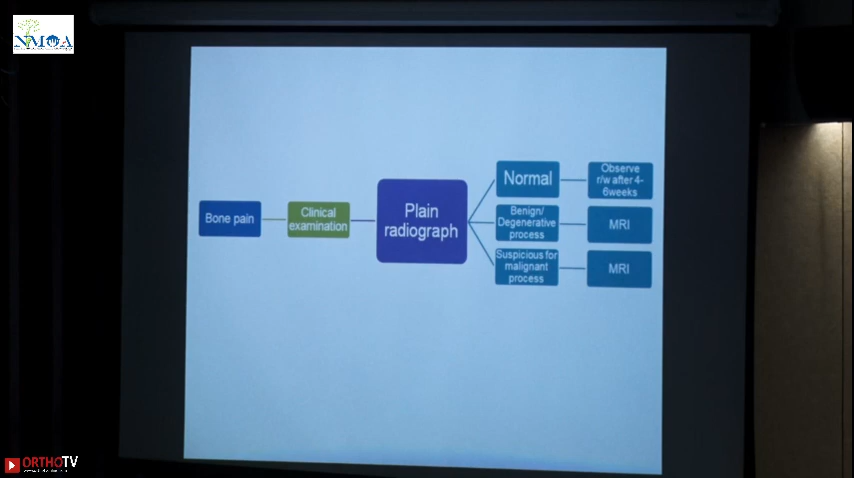 NMOA
Bone pain
Clinical
examination
Plain
radiograph
Normal
Observe
r/w after 4-
6weeks
Benign/
Degenerative
process
MRI
Suspicious for
malignant
process
MRI
ORTHOTV